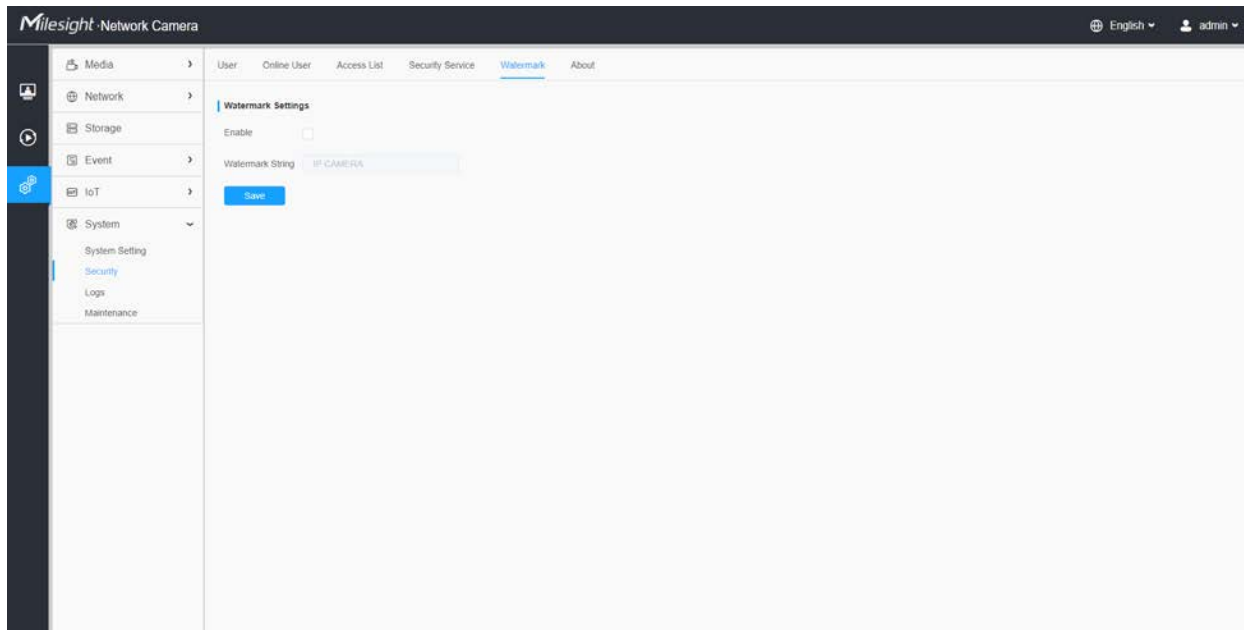 Milesight · Network Camera
English
admin
Media
Network
Storage
Event
IoT
System
System Setting
Security
Logs
Maintenance
User Online User Access List Security Service Watermark About
Watermark Settings
Enable
Watermark String IP CAMERA
Save